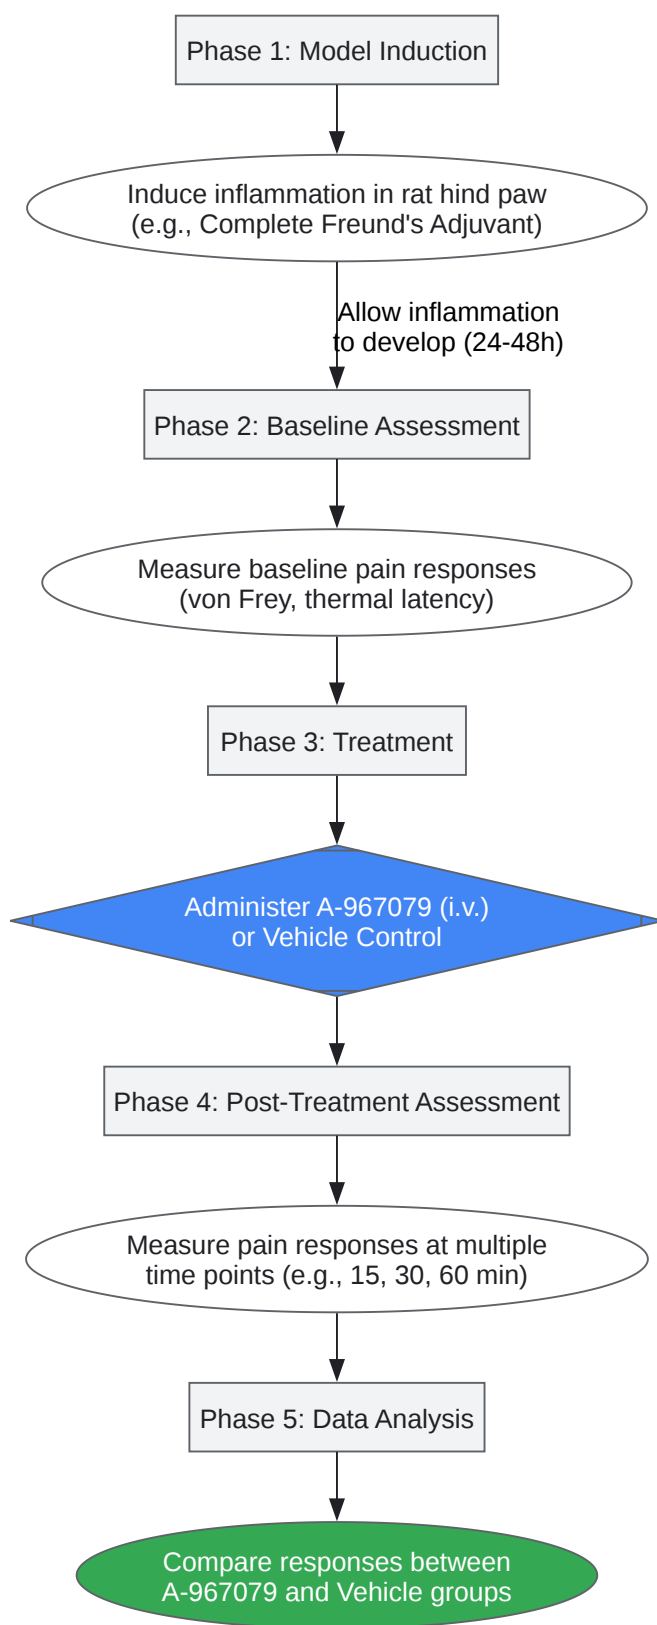 Phase 1: Model Induction
Induce inflammation in rat hind paw
(e.g., Complete Freund's Adjuvant)
Allow inflammation
to develop (24-48h)
Phase 2: Baseline Assessment
Measure baseline pain responses
(von Frey, thermal latency)
Phase 3: Treatment
Administer A-967079 (i.v.)
or Vehicle Control
Phase 4: Post-Treatment Assessment
Measure pain responses at multiple
time points (e.g., 15, 30, 60 min)
Phase 5: Data Analysis
Compare responses between
A-967079 and Vehicle groups